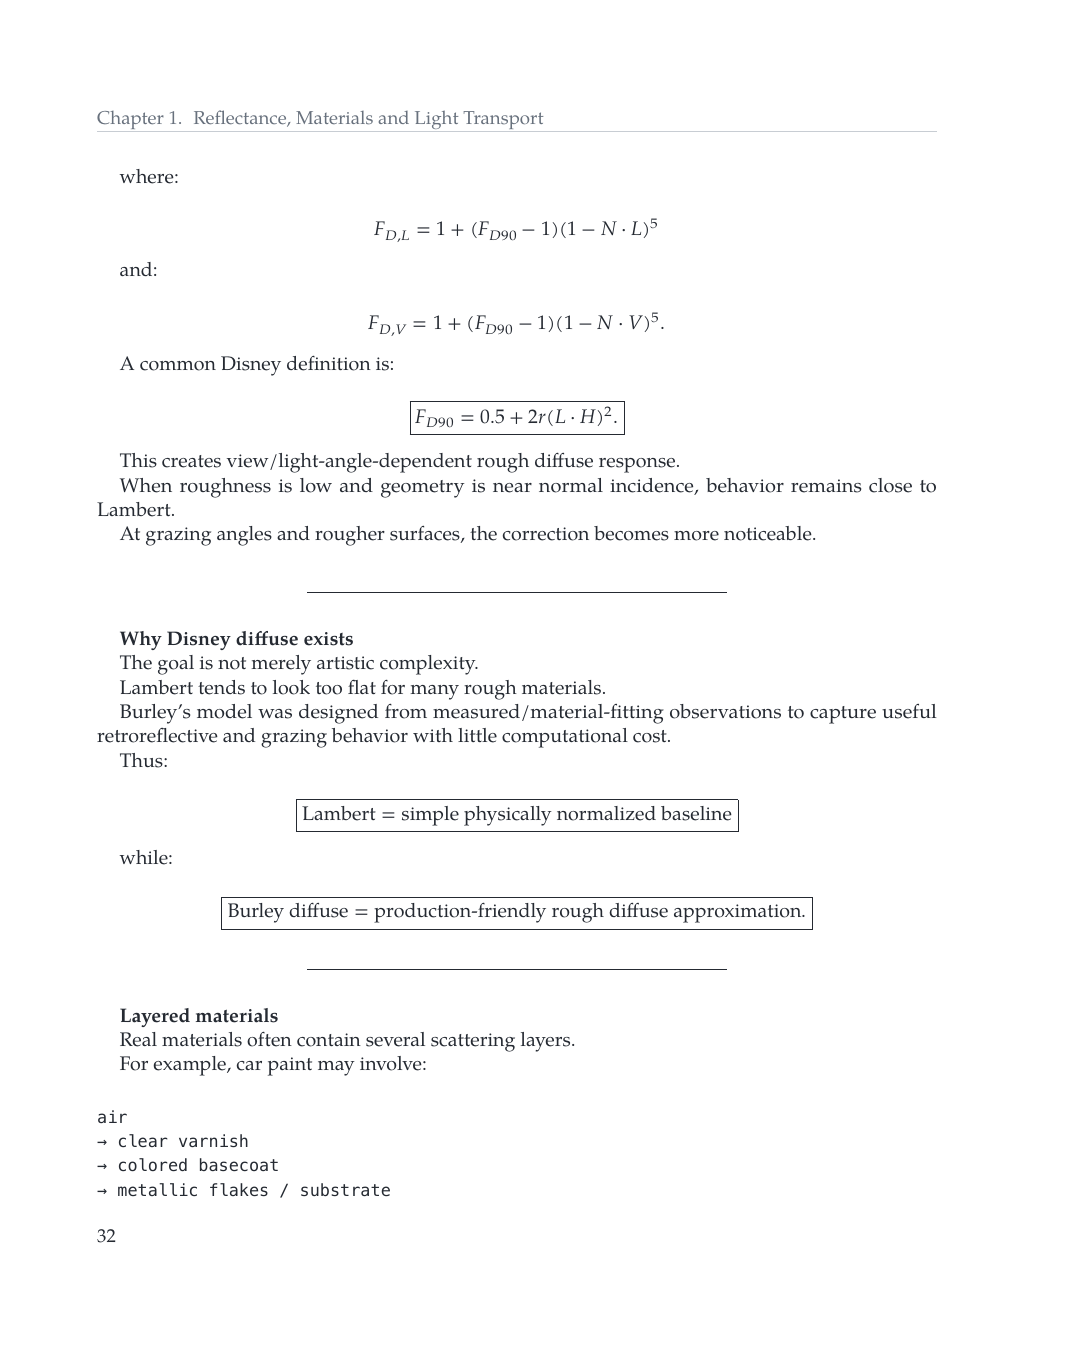 Chapter 1. Reflectance, Materials and Light Transport
where:
F_{D,L} = 1 + (F_{D90} − 1)(1 − N · L)^5
and:
F_{D,V} = 1 + (F_{D90} − 1)(1 − N · V)^5.
A common Disney definition is:
F_{D90} = 0.5 + 2r(L · H)^2.
This creates view/light-angle-dependent rough diffuse response.
When roughness is low and geometry is near normal incidence, behavior remains close to
Lambert.
At grazing angles and rougher surfaces, the correction becomes more noticeable.
Why Disney diffuse exists
The goal is not merely artistic complexity.
Lambert tends to look too flat for many rough materials.
Burley’s model was designed from measured/material-fitting observations to capture useful
retroreflective and grazing behavior with little computational cost.
Thus:
Lambert = simple physically normalized baseline
while:
Burley diffuse = production-friendly rough diffuse approximation.
Layered materials
Real materials often contain several scattering layers.
For example, car paint may involve:
air
→ clear varnish
→ colored basecoat
→ metallic flakes / substrate
32